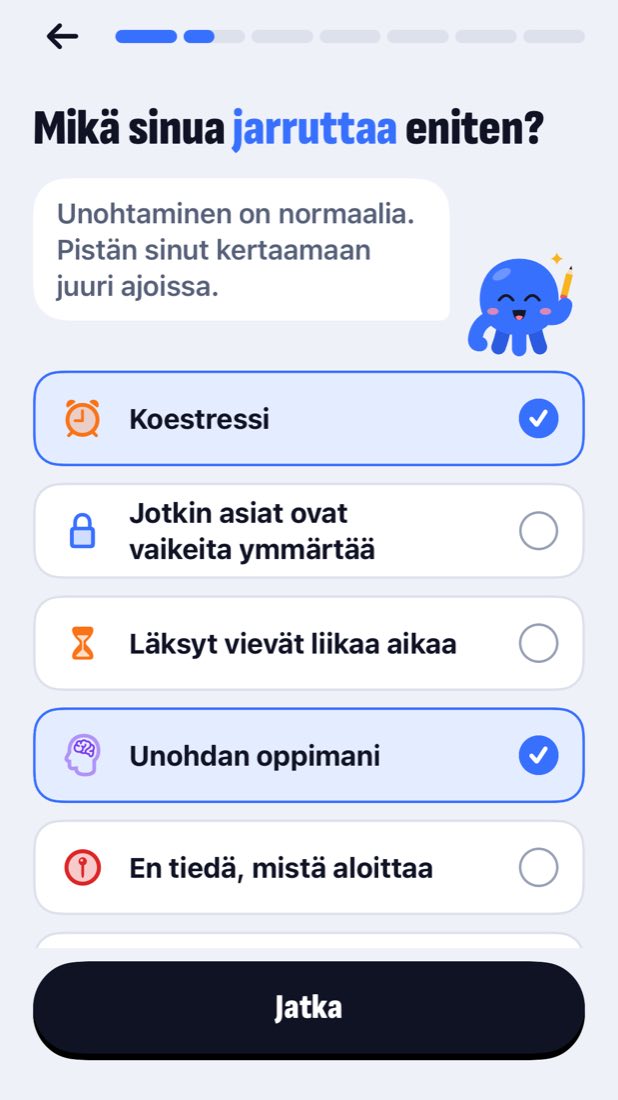 Mikä sinua jarruttaa eniten?
Unohtaminen on normaalia.
Pistän sinut kertaamaan
juuri ajoissa.
Koestressi
Jotkin asiat ovat
vaikeita ymmärtää
Läksyt vievät liikaa aikaa
Unohdan oppimani
En tiedä, mistä aloittaa
Jatka